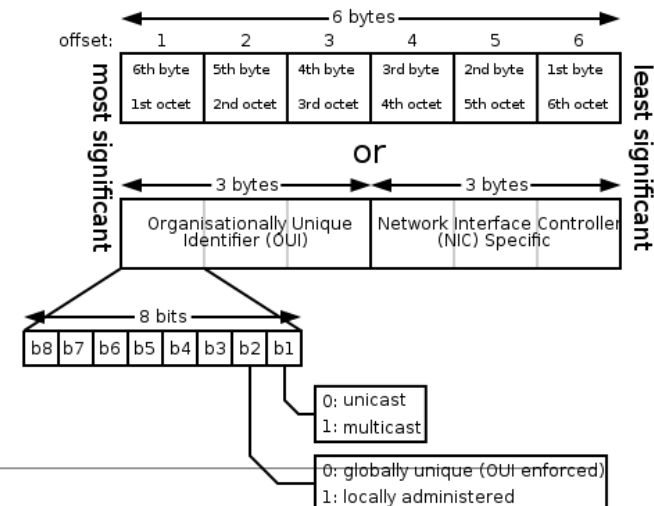 6 bytes
offset: 1 2 3 4 5 6
6th byte 5th byte 4th byte 3rd byte 2nd byte 1st byte
1st octet 2nd octet 3rd octet 4th octet 5th octet 6th octet
most significant
least significant
or
3 bytes 3 bytes
Organisationally Unique
Identifier (OUI)
Network Interface Controller
(NIC) Specific
8 bits
b8 b7 b6 b5 b4 b3 b2 b1
0: unicast
1: multicast
0: globally unique (OUI enforced)
1: locally administered